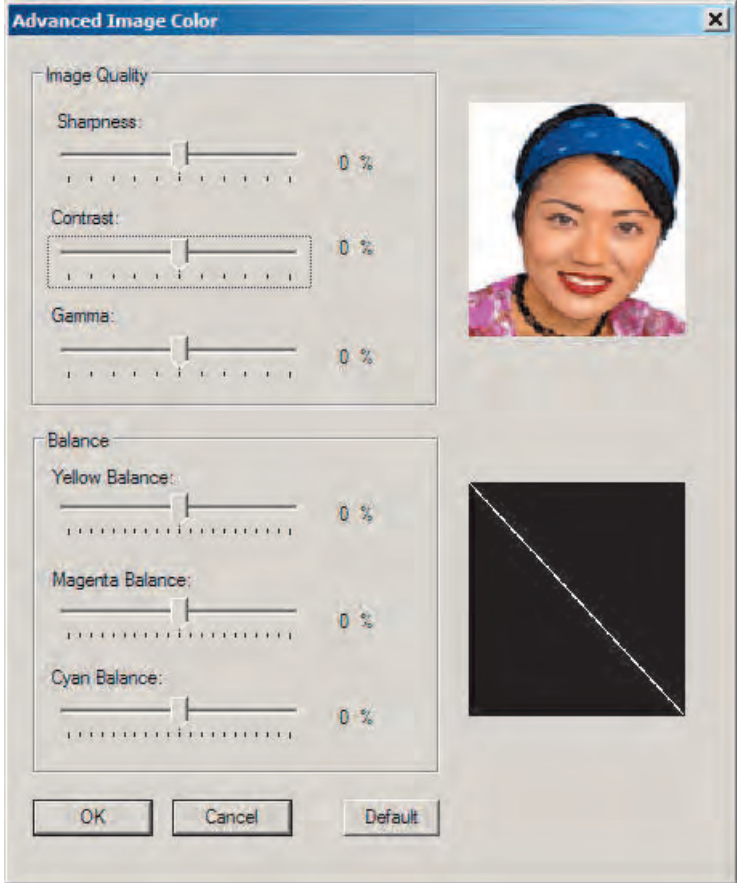 Advanced Image Color
Image Quality
Sharpness:
0 %
Contrast:
0 %
Gamma:
0 %
Balance
Yellow Balance:
0 %
Magenta Balance:
0 %
Cyan Balance:
0 %
OK Cancel Default